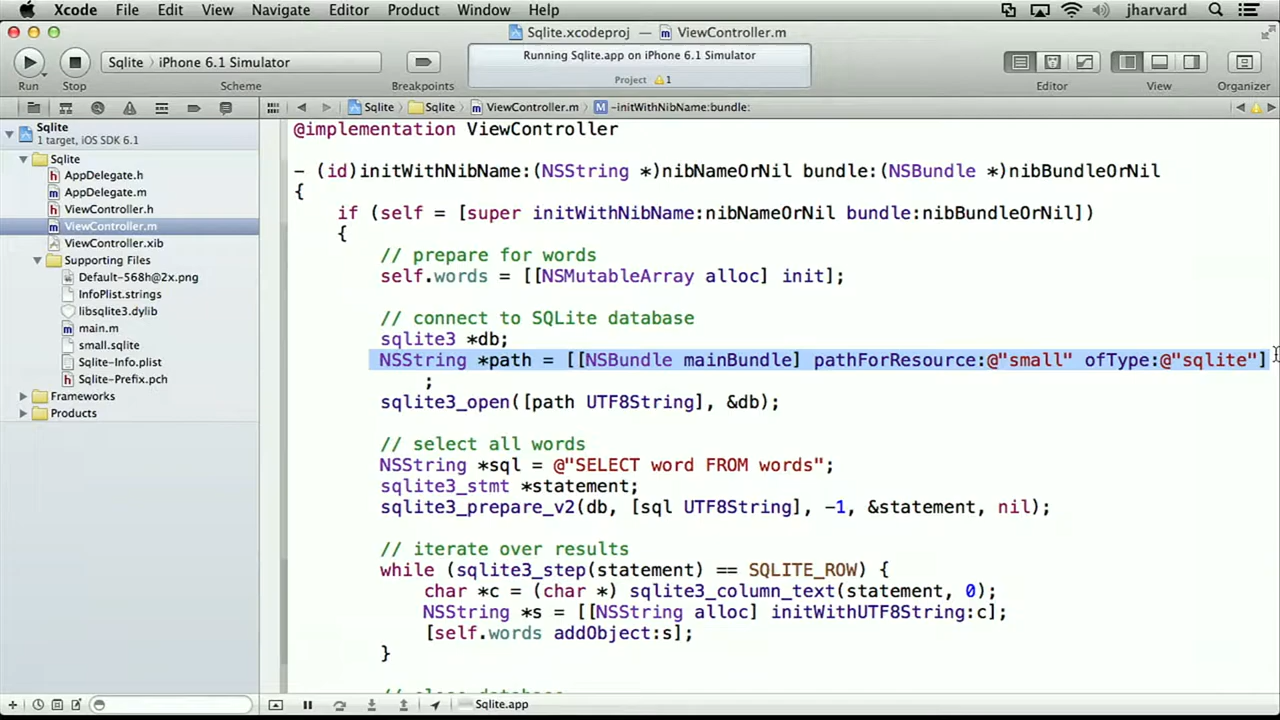 Xcode File Edit View Navigate Editor Product Window Help jharvard
Sqlite.xcodeproj — ViewController.m
Run Stop Sqlite iPhone 6.1 Simulator Scheme Breakpoints
Running Sqlite.app on iPhone 6.1 Simulator
Project 1
Editor View Organizer
Sqlite Sqlite ViewController.m -initWithNibName:bundle:
Sqlite
1 target, iOS SDK 6.1
Sqlite
AppDelegate.h
AppDelegate.m
ViewController.h
ViewController.m
ViewController.xib
Supporting Files
Default-568h@2x.png
InfoPlist.strings
libsqlite3.dylib
main.m
small.sqlite
Sqlite-Info.plist
Sqlite-Prefix.pch
Frameworks
Products
@implementation ViewController
- (id)initWithNibName:(NSString *)nibNameOrNil bundle:(NSBundle *)nibBundleOrNil
{
if (self = [super initWithNibName:nibNameOrNil bundle:nibBundleOrNil])
{
// prepare for words
self.words = [[NSMutableArray alloc] init];
// connect to SQLite database
sqlite3 *db;
NSString *path = [[NSBundle mainBundle] pathForResource:@"small" ofType:@"sqlite"]
;
sqlite3_open([path UTF8String], &db);
// select all words
NSString *sql = @"SELECT word FROM words";
sqlite3_stmt *statement;
sqlite3_prepare_v2(db, [sql UTF8String], -1, &statement, nil);
// iterate over results
while (sqlite3_step(statement) == SQLITE_ROW) {
char *c = (char *) sqlite3_column_text(statement, 0);
NSString *s = [[NSString alloc] initWithUTF8String:c];
[self.words addObject:s];
}
// close database
Sqlite.app